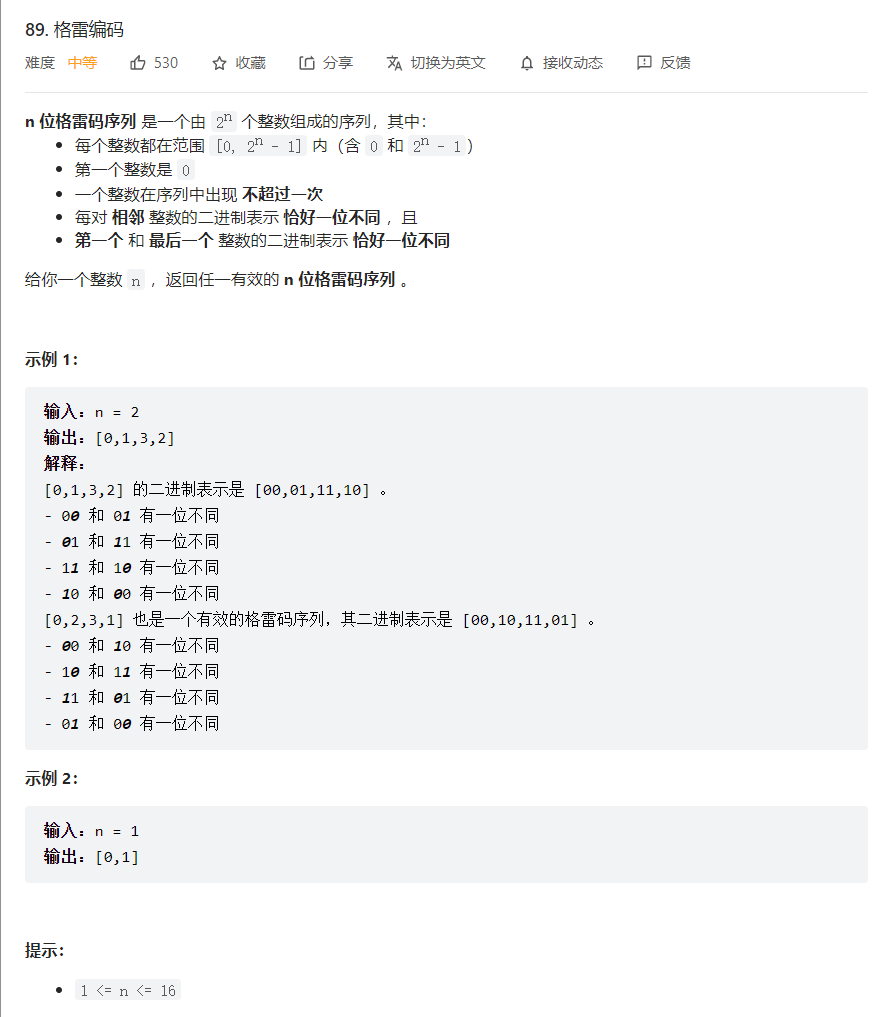 89. 格雷编码
难度 中等 530 收藏 分享 切换为英文 接收动态 反馈
n 位格雷码序列 是一个由 2ⁿ 个整数组成的序列，其中：
每个整数都在范围 [0, 2ⁿ - 1] 内（含 0 和 2ⁿ - 1）
第一个整数是 0
一个整数在序列中出现 不超过一次
每对 相邻 整数的二进制表示 恰好一位不同 ，且
第一个 和 最后一个 整数的二进制表示 恰好一位不同
给你一个整数 n ，返回任一有效的 n 位格雷码序列 。
示例 1：
输入：n = 2
输出：[0,1,3,2]
解释：
[0,1,3,2] 的二进制表示是 [00,01,11,10] 。
- 00 和 01 有一位不同
- 01 和 11 有一位不同
- 11 和 10 有一位不同
- 10 和 00 有一位不同
[0,2,3,1] 也是一个有效的格雷码序列，其二进制表示是 [00,10,11,01] 。
- 00 和 10 有一位不同
- 10 和 11 有一位不同
- 11 和 01 有一位不同
- 01 和 00 有一位不同
示例 2：
输入：n = 1
输出：[0,1]
提示：
1 <= n <= 16